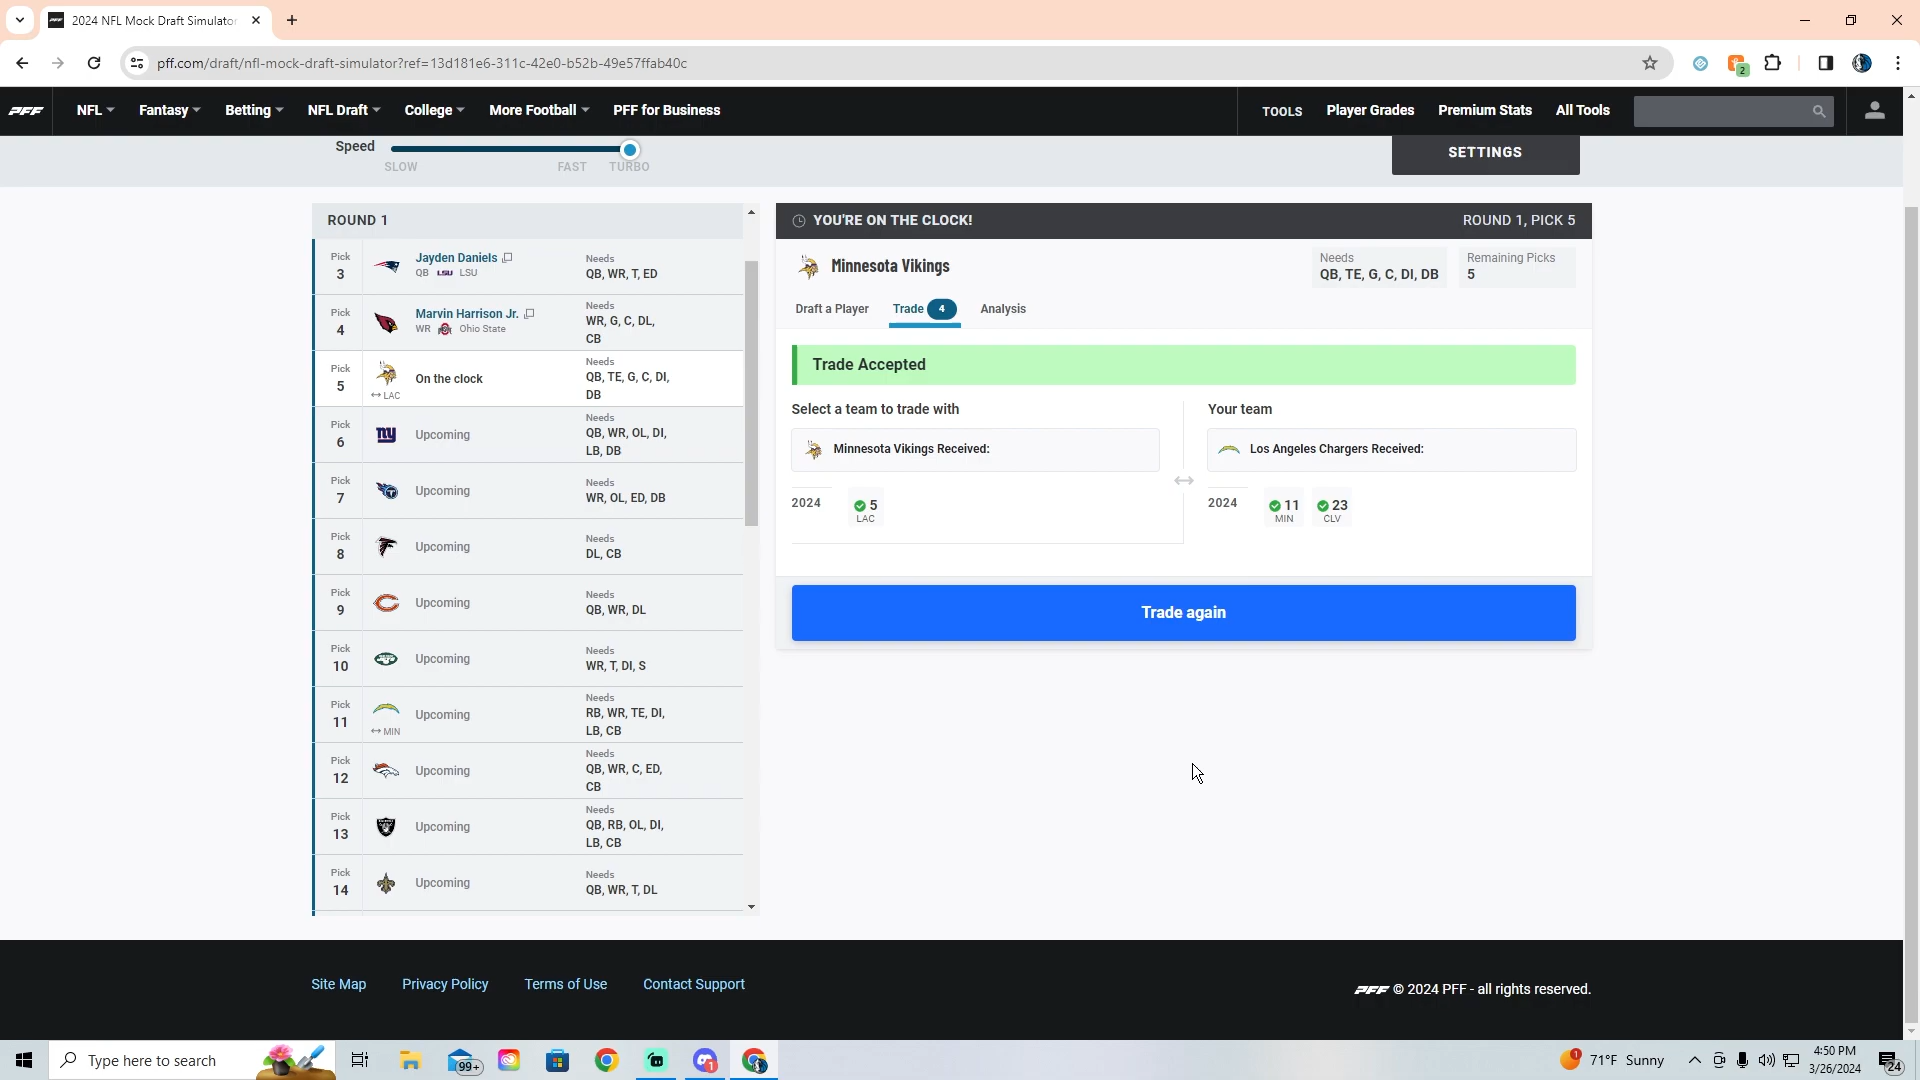 2024 NFL Mock Draft Simulator
pff.com/draft/nfl-mock-draft-simulator?ref=13d181e6-311c-42e0-b52b-49e57ffab40c
2
PFF
NFL
Fantasy
Betting
NFL Draft
College
More Football
PFF for Business
TOOLS
Player Grades
Premium Stats
All Tools
Speed
SLOW
FAST
TURBO
SETTINGS
ROUND 1
Pick
3
Jayden Daniels
QB LSU LSU
Needs
QB, WR, T, ED
Pick
4
Marvin Harrison Jr.
WR Ohio State
Needs
WR, G, C, DL,
CB
Pick
5
LAC
On the clock
Needs
QB, TE, G, C, DI,
DB
Pick
6
ny
Upcoming
Needs
QB, WR, OL, DI,
LB, DB
Pick
7
Upcoming
Needs
WR, OL, ED, DB
Pick
8
Upcoming
Needs
DL, CB
Pick
9
Upcoming
Needs
QB, WR, DL
Pick
10
Upcoming
Needs
WR, T, DI, S
Pick
11
MIN
Upcoming
Needs
RB, WR, TE, DI,
LB, CB
Pick
12
Upcoming
Needs
QB, WR, C, ED,
CB
Pick
13
Upcoming
Needs
QB, RB, OL, DI,
LB, CB
Pick
14
Upcoming
Needs
QB, WR, T, DL
YOU'RE ON THE CLOCK!
ROUND 1, PICK 5
Minnesota Vikings
Needs
QB, TE, G, C, DI, DB
Remaining Picks
5
Draft a Player
Trade 4
Analysis
Trade Accepted
Select a team to trade with
Minnesota Vikings Received:
2024
5
LAC
Your team
Los Angeles Chargers Received:
2024
11
MIN
23
CLV
Trade again
Site Map
Privacy Policy
Terms of Use
Contact Support
PFF © 2024 PFF - all rights reserved.
Type here to search
99+
1
1
71°F Sunny
4:50 PM
3/26/2024
24